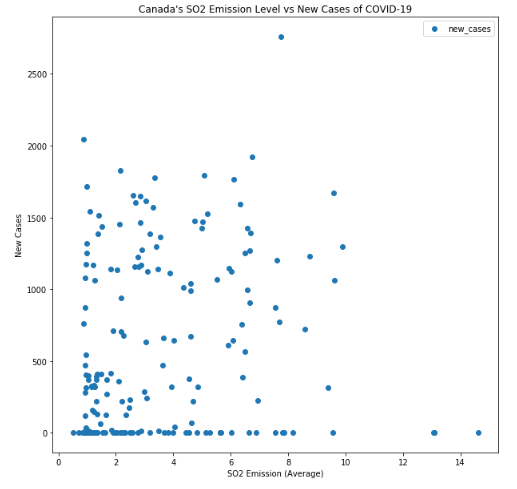 Canada's SO2 Emission Level vs New Cases of COVID-19
new_cases
2500
2000
1500
1000
500
0
New Cases
0 2 4 6 8 10 12 14
SO2 Emission (Average)